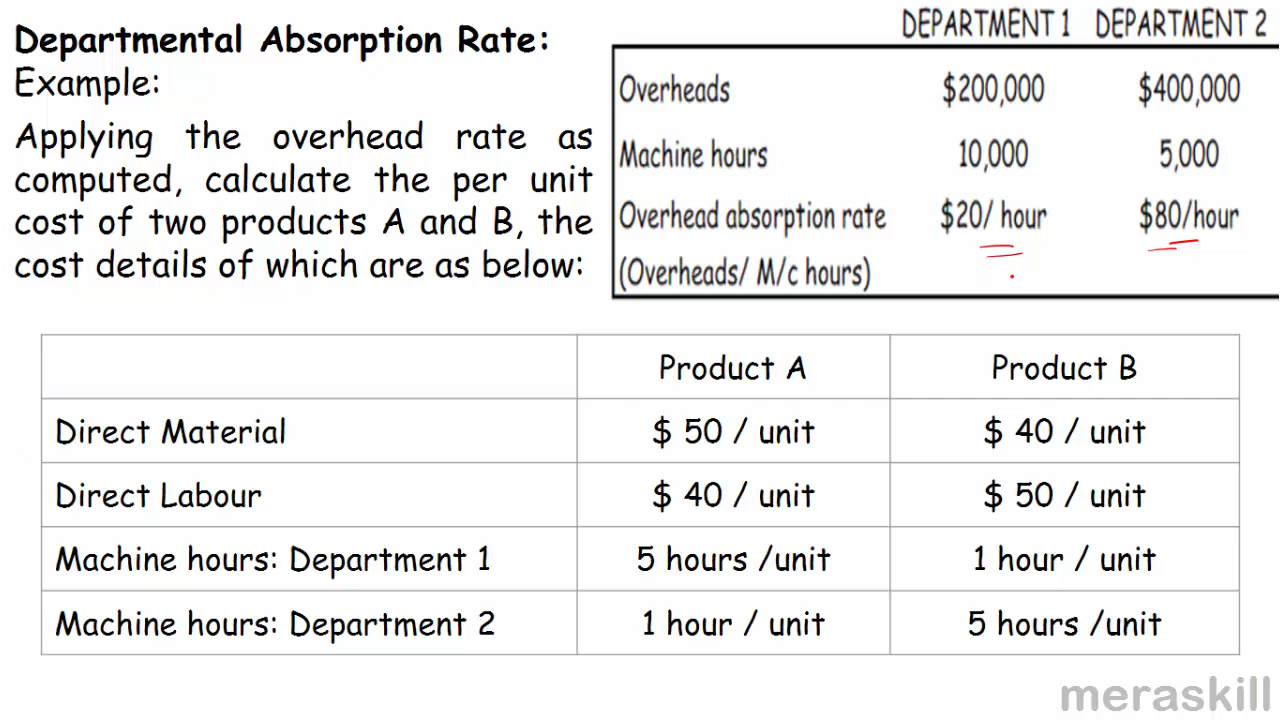 Departmental Absorption Rate:
Example:
Applying the overhead rate as
computed, calculate the per unit
cost of two products A and B, the
cost details of which are as below:
DEPARTMENT 1 DEPARTMENT 2
Overheads $200,000 $400,000
Machine hours 10,000 5,000
Overhead absorption rate $20/ hour $80/hour
(Overheads/ M/c hours)
Product A Product B
Direct Material $ 50 / unit $ 40 / unit
Direct Labour $ 40 / unit $ 50 / unit
Machine hours: Department 1 5 hours /unit 1 hour / unit
Machine hours: Department 2 1 hour / unit 5 hours /unit
meraskill